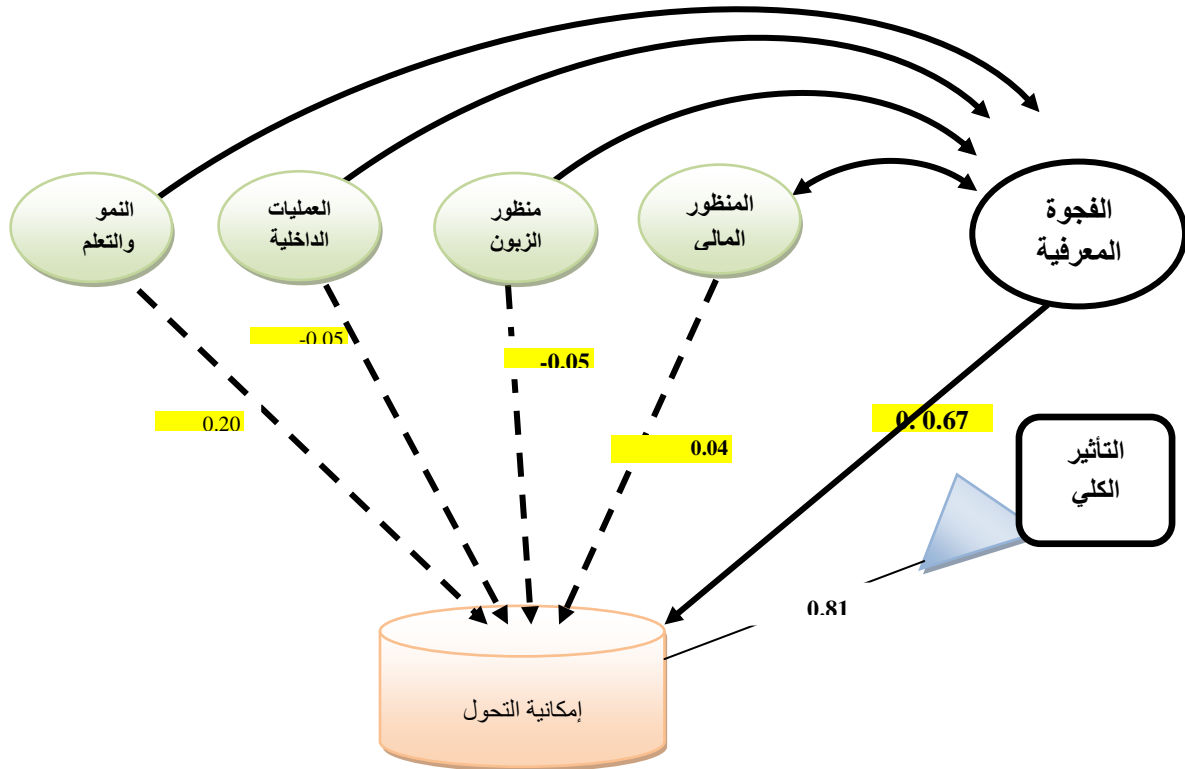 النمو
والتعلم
العمليات
الداخلية
منظور
الزبون
المنظور
المالى
الفجوة
المعرفية
-0.05
-0.05
0.20
0.04
0. 0.67
التأثير
الكلي
0.81
إمكانية التحول